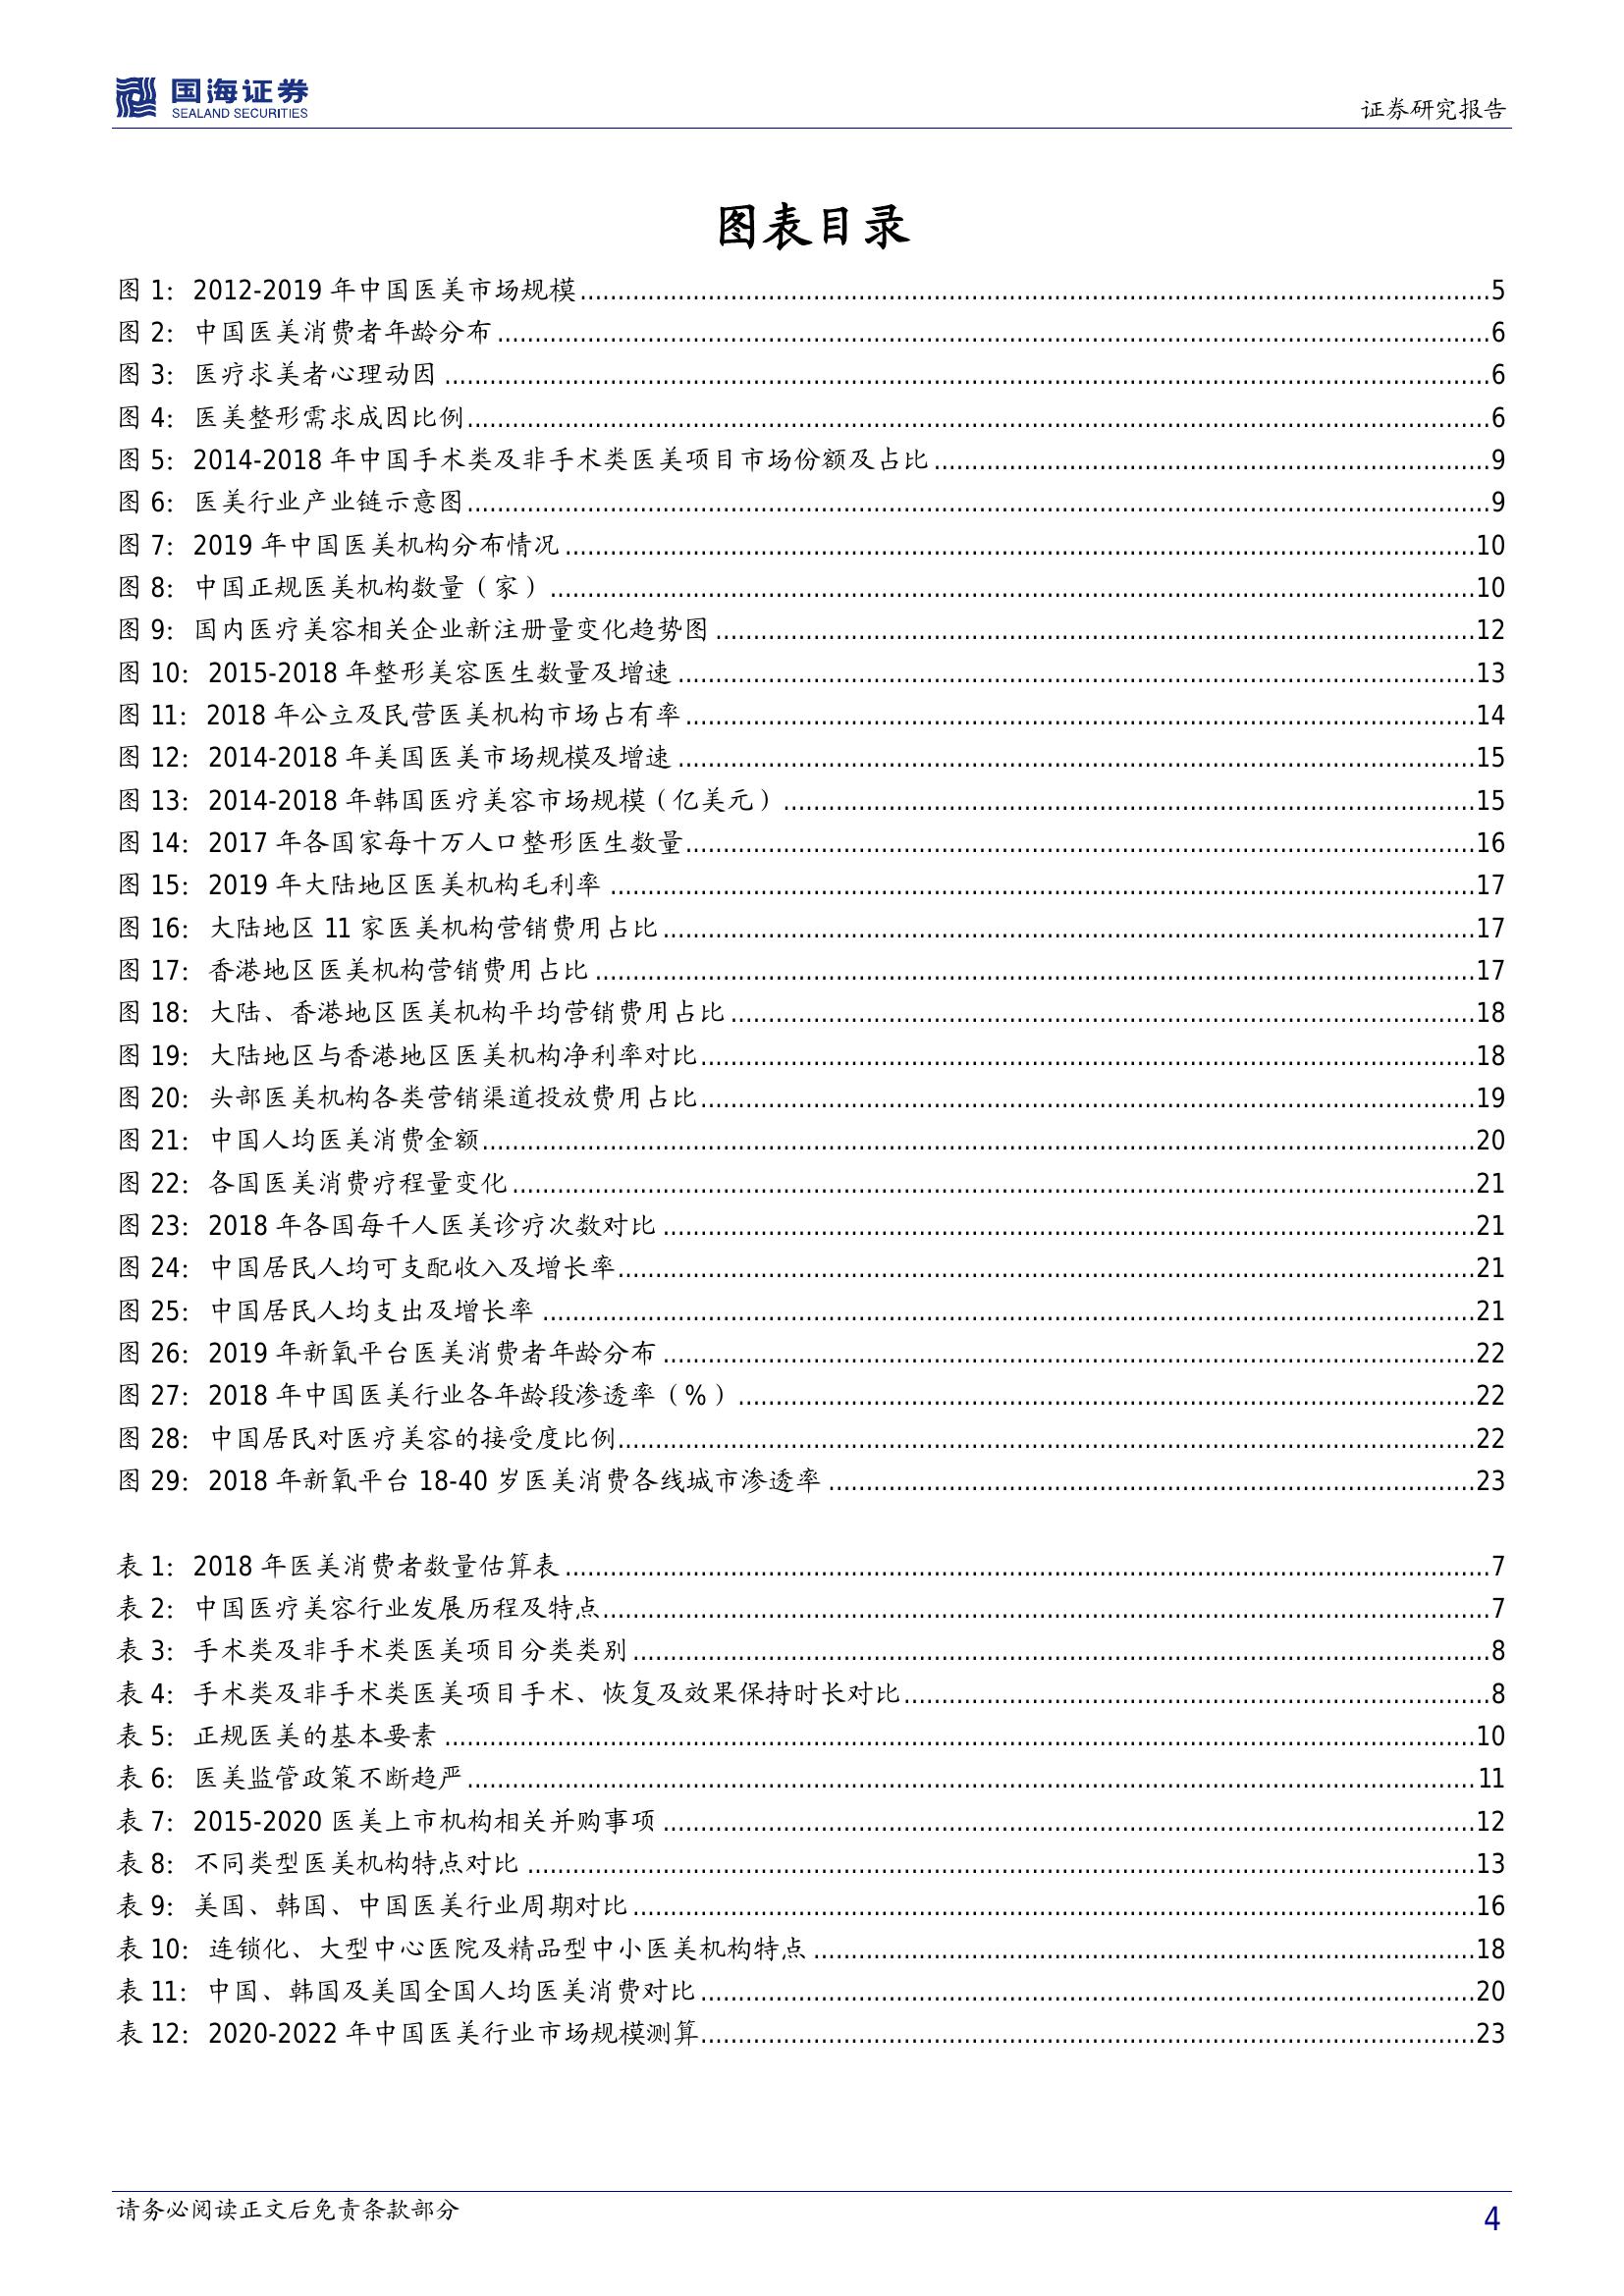 国海证券
SEALAND SECURITIES
证券研究报告
图表目录
图 1: 2012-2019 年中国医美市场规模........5
图 2: 中国医美消费者年龄分布........6
图 3: 医疗求美者心理动因........6
图 4: 医美整形需求成因比例........6
图 5: 2014-2018 年中国手术类及非手术类医美项目市场份额及占比........9
图 6: 医美行业产业链示意图........9
图 7: 2019 年中国医美机构分布情况........10
图 8: 中国正规医美机构数量（家）........10
图 9: 国内医疗美容相关企业新注册量变化趋势图........12
图 10: 2015-2018 年整形美容医生数量及增速........13
图 11: 2018 年公立及民营医美机构市场占有率........14
图 12: 2014-2018 年美国医美市场规模及增速........15
图 13: 2014-2018 年韩国医疗美容市场规模（亿美元）........15
图 14: 2017 年各国家每十万人口整形医生数量........16
图 15: 2019 年大陆地区医美机构毛利率........17
图 16: 大陆地区 11 家医美机构营销费用占比........17
图 17: 香港地区医美机构营销费用占比........17
图 18: 大陆、香港地区医美机构平均营销费用占比........18
图 19: 大陆地区与香港地区医美机构净利率对比........18
图 20: 头部医美机构各类营销渠道投放费用占比........19
图 21: 中国人均医美消费金额........20
图 22: 各国医美消费疗程量变化........21
图 23: 2018 年各国每千人医美诊疗次数对比........21
图 24: 中国居民人均可支配收入及增长率........21
图 25: 中国居民人均支出及增长率........21
图 26: 2019 年新氧平台医美消费者年龄分布........22
图 27: 2018 年中国医美行业各年龄段渗透率（%）........22
图 28: 中国居民对医疗美容的接受度比例........22
图 29: 2018 年新氧平台 18-40 岁医美消费各线城市渗透率........23
表 1: 2018 年医美消费者数量估算表........7
表 2: 中国医疗美容行业发展历程及特点........7
表 3: 手术类及非手术类医美项目分类类别........8
表 4: 手术类及非手术类医美项目手术、恢复及效果保持时长对比........8
表 5: 正规医美的基本要素........10
表 6: 医美监管政策不断趋严........11
表 7: 2015-2020 医美上市机构相关并购事项........12
表 8: 不同类型医美机构特点对比........13
表 9: 美国、韩国、中国医美行业周期对比........16
表 10: 连锁化、大型中心医院及精品型中小医美机构特点........18
表 11: 中国、韩国及美国全国人均医美消费对比........20
表 12: 2020-2022 年中国医美行业市场规模测算........23
请务必阅读正文后免责条款部分
4